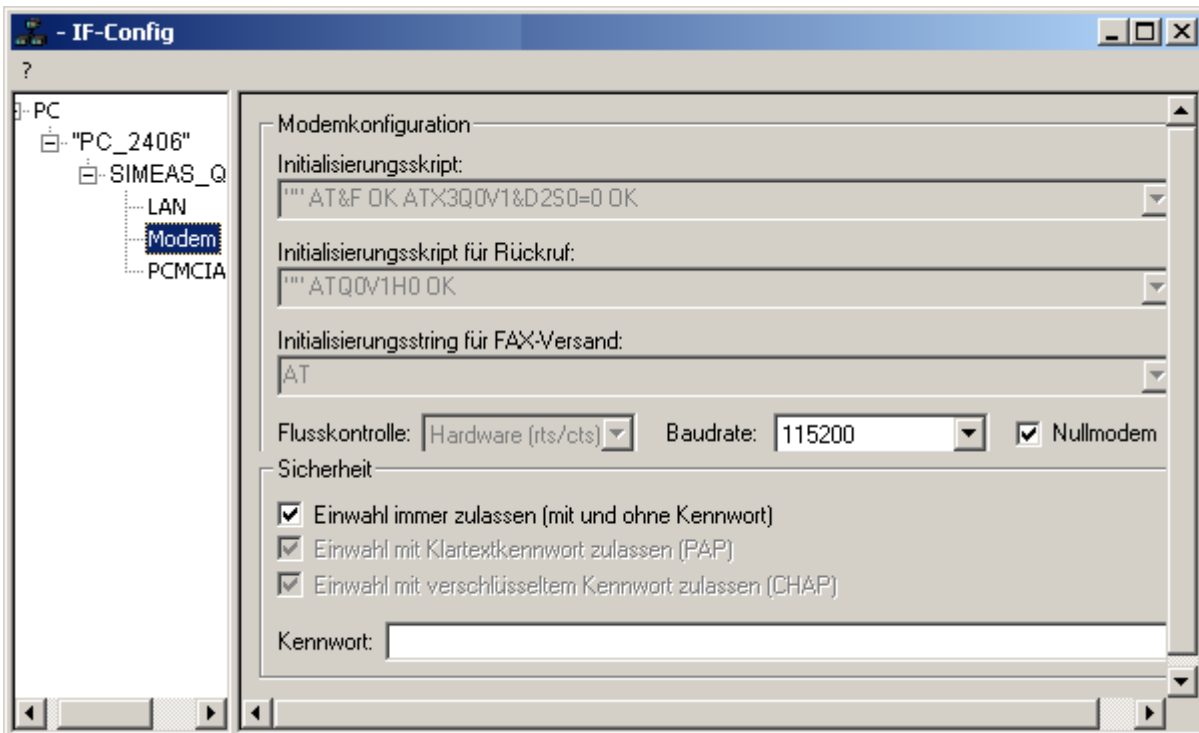 - IF-Config
?
PC
"PC_2406"
SIMEAS_Q
LAN
Modem
PCMCIA
Modemkonfiguration
Initialisierungsskript:
"" AT&F OK ATX3Q0V1&D2S0=0 OK
Initialisierungsskript für Rückruf:
"" ATQ0V1H0 OK
Initialisierungsstring für FAX-Versand:
AT
Flusskontrolle: Hardware (rts/cts) Baudrate: 115200 Nullmodem
Sicherheit
Einwahl immer zulassen (mit und ohne Kennwort)
Einwahl mit Klartextkennwort zulassen (PAP)
Einwahl mit verschlüsseltem Kennwort zulassen (CHAP)
Kennwort: